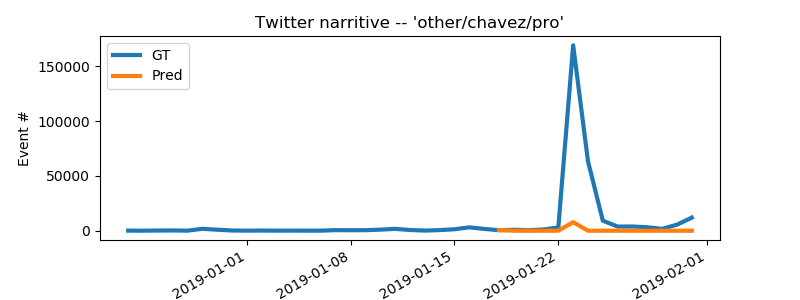 Twitter narritive -- 'other/chavez/pro'
GT
Pred
Event #
150000
100000
50000
0
2019-01-01
2019-01-08
2019-01-15
2019-01-22
2019-02-01